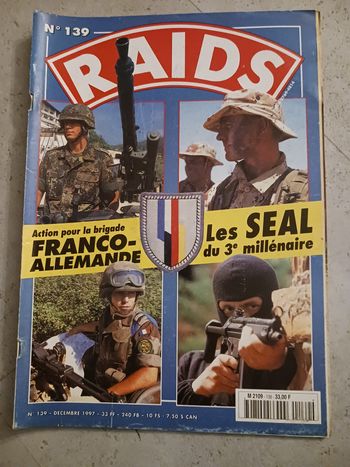 N° 139
RAIDS
Action pour la brigade
FRANCO-
ALLEMANDE
Les SEAL
du 3e millénaire
M 2109 - 139 - 33,00 F
N° 139 - DECEMBRE 1997 - 33 FF - 240 FB - 10 FS - 7,50 $ CAN